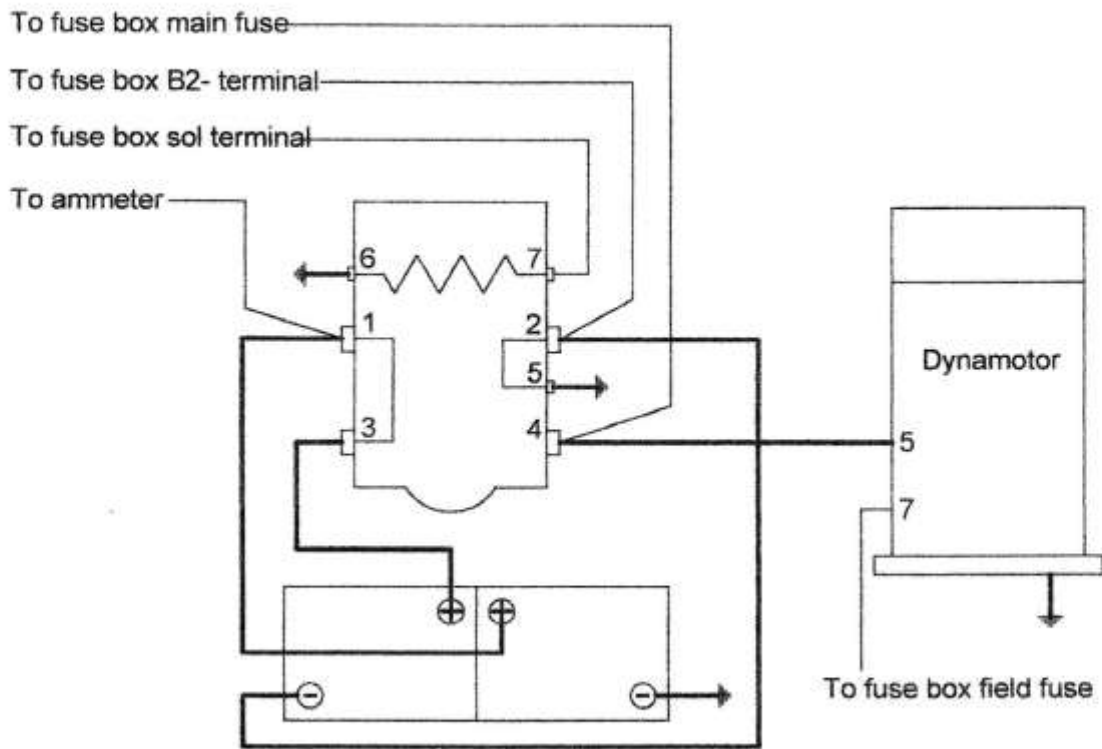 To fuse box main fuse
To fuse box B2- terminal
To fuse box sol terminal
To ammeter
6 7
1 2
5
3 4
Dynamotor
5
7
To fuse box field fuse
+ +
- -